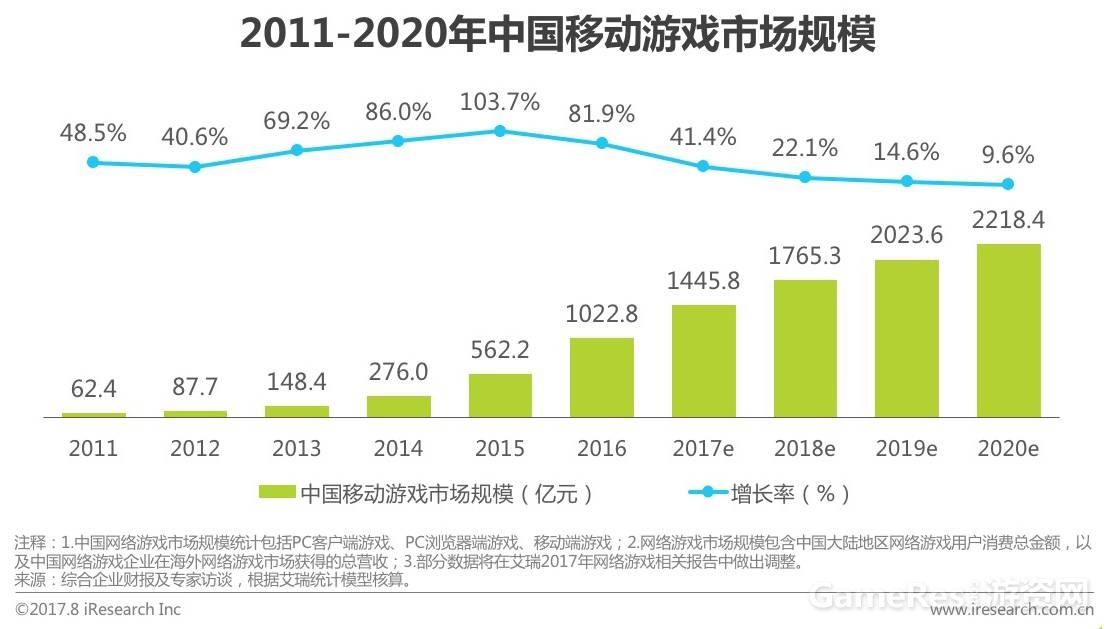 2011-2020年中国移动游戏市场规模
48.5% 40.6% 69.2% 86.0% 103.7% 81.9% 41.4% 22.1% 14.6% 9.6%
62.4 87.7 148.4 276.0 562.2 1022.8 1445.8 1765.3 2023.6 2218.4
2011 2012 2013 2014 2015 2016 2017e 2018e 2019e 2020e
中国移动游戏市场规模（亿元） 增长率（%）
注释：1.中国网络游戏市场规模统计包括PC客户端游戏、PC浏览器端游戏、移动端游戏；2.网络游戏市场规模包含中国大陆地区网络游戏用户消费总金额，以
及中国网络游戏企业在海外网络游戏市场获得的总营收；3.部分数据将在艾瑞2017年网络游戏相关报告中做出调整。
来源：综合企业财报及专家访谈，根据艾瑞统计模型核算。
©2017.8 iResearch Inc www.iresearch.com.cn
GameRes游资网